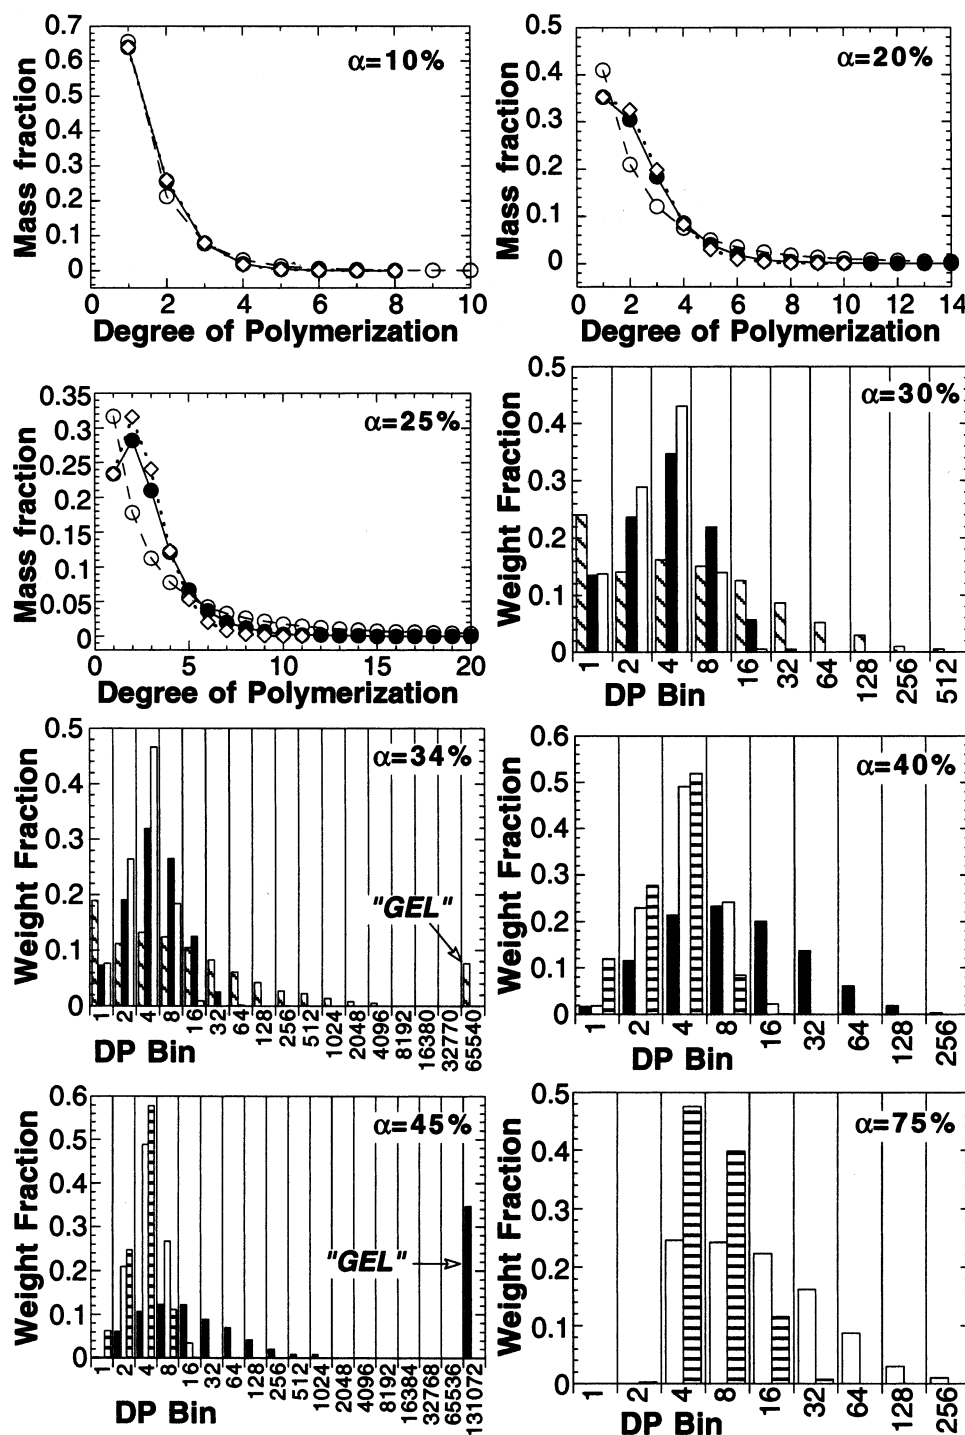 0.7
0.6
0.5
0.4
0.3
0.2
0.1
0
Mass fraction
α=10%
0 2 4 6 8 10
Degree of Polymerization
0.5
0.4
0.3
0.2
0.1
0
Mass fraction
α=20%
0 2 4 6 8 10 12 14
Degree of Polymerization
0.35
0.3
0.25
0.2
0.15
0.1
0.05
0
Mass fraction
α=25%
0 5 10 15 20
Degree of Polymerization
0.5
0.4
0.3
0.2
0.1
0
Weight Fraction
α=30%
1 2 4 8 16 32 64 128 256 512
DP Bin
0.5
0.4
0.3
0.2
0.1
0
Weight Fraction
α=34%
"GEL"
1 2 4 8 16 32 64 128 256 512 1024 2048 4096 8192 16380 32770 65540
DP Bin
0.6
0.5
0.4
0.3
0.2
0.1
0
Weight Fraction
α=40%
1 2 4 8 16 32 64 128 256
DP Bin
0.6
0.5
0.4
0.3
0.2
0.1
0
Weight Fraction
α=45%
"GEL"
1 2 4 8 16 32 64 128 256 512 1024 2048 4096 8192 16384 32768 65536 131072
DP Bin
0.5
0.4
0.3
0.2
0.1
0
Weight Fraction
α=75%
1 2 4 8 16 32 64 128 256
DP Bin